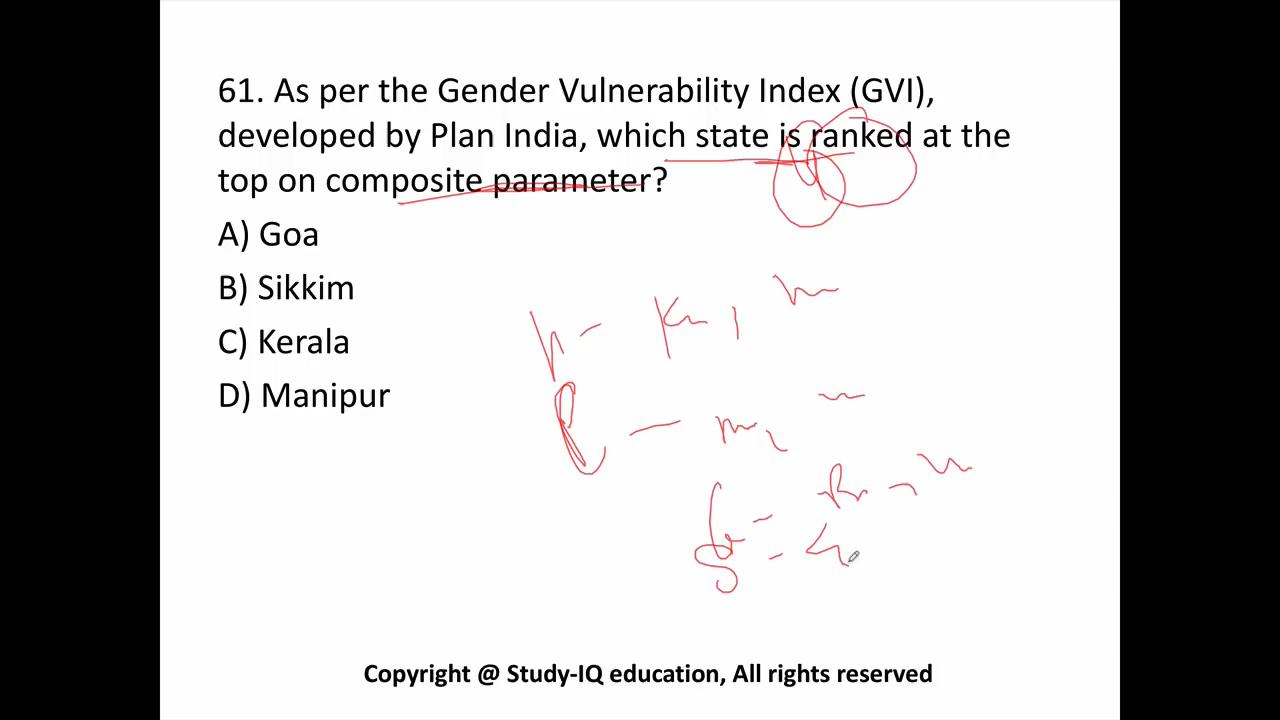 61. As per the Gender Vulnerability Index (GVI),
developed by Plan India, which state is ranked at the
top on composite parameter?
A) Goa
B) Sikkim
C) Kerala
D) Manipur
Copyright @ Study-IQ education, All rights reserved